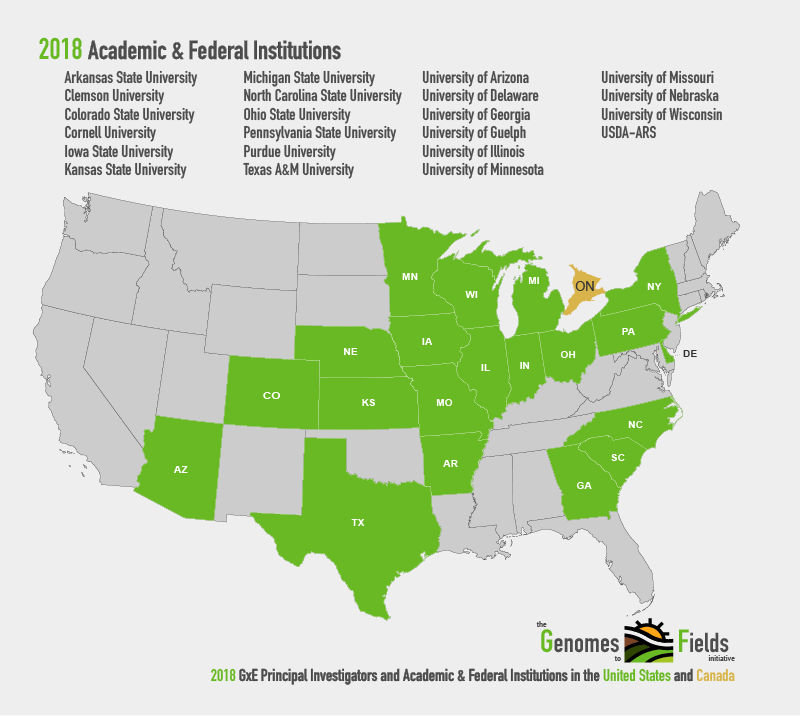 2018 Academic & Federal Institutions
Arkansas State University
Clemson University
Colorado State University
Cornell University
Iowa State University
Kansas State University
Michigan State University
North Carolina State University
Ohio State University
Pennsylvania State University
Purdue University
Texas A&M University
University of Arizona
University of Delaware
University of Georgia
University of Guelph
University of Illinois
University of Minnesota
University of Missouri
University of Nebraska
University of Wisconsin
USDA-ARS
MN
WI
MI
ON
NY
IA
PA
NE
IL
IN
OH
DE
CO
KS
MO
NC
AZ
AR
SC
GA
TX
the
Genomes
to
Fields
initiative
2018 GxE Principal Investigators and Academic & Federal Institutions in the United States and Canada